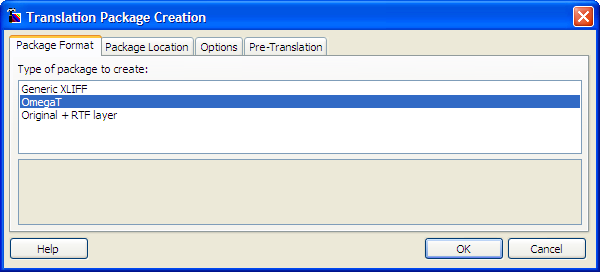 Translation Package Creation
Package Format Package Location Options Pre-Translation
Type of package to create:
Generic XLIFF
OmegaT
Original + RTF layer
Help OK Cancel